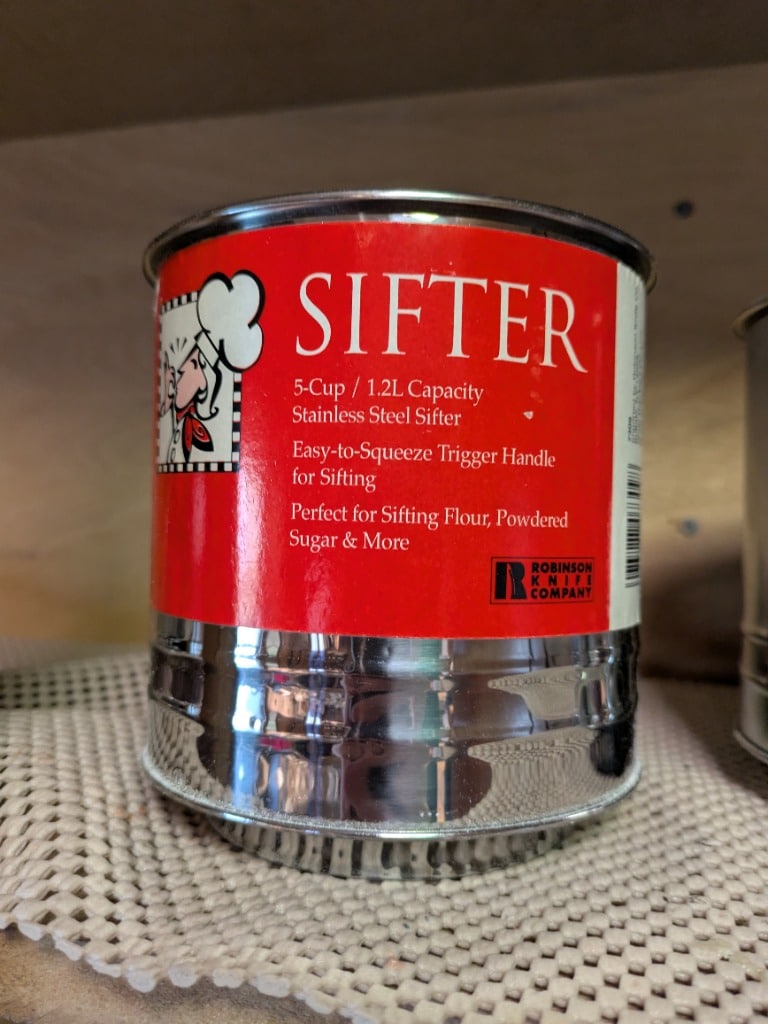 SIFTER
5-Cup / 1.2L Capacity
Stainless Steel Sifter
Easy-to-Squeeze Trigger Handle
for Sifting
Perfect for Sifting Flour, Powdered
Sugar & More
ROBINSON
KNIFE
COMPANY